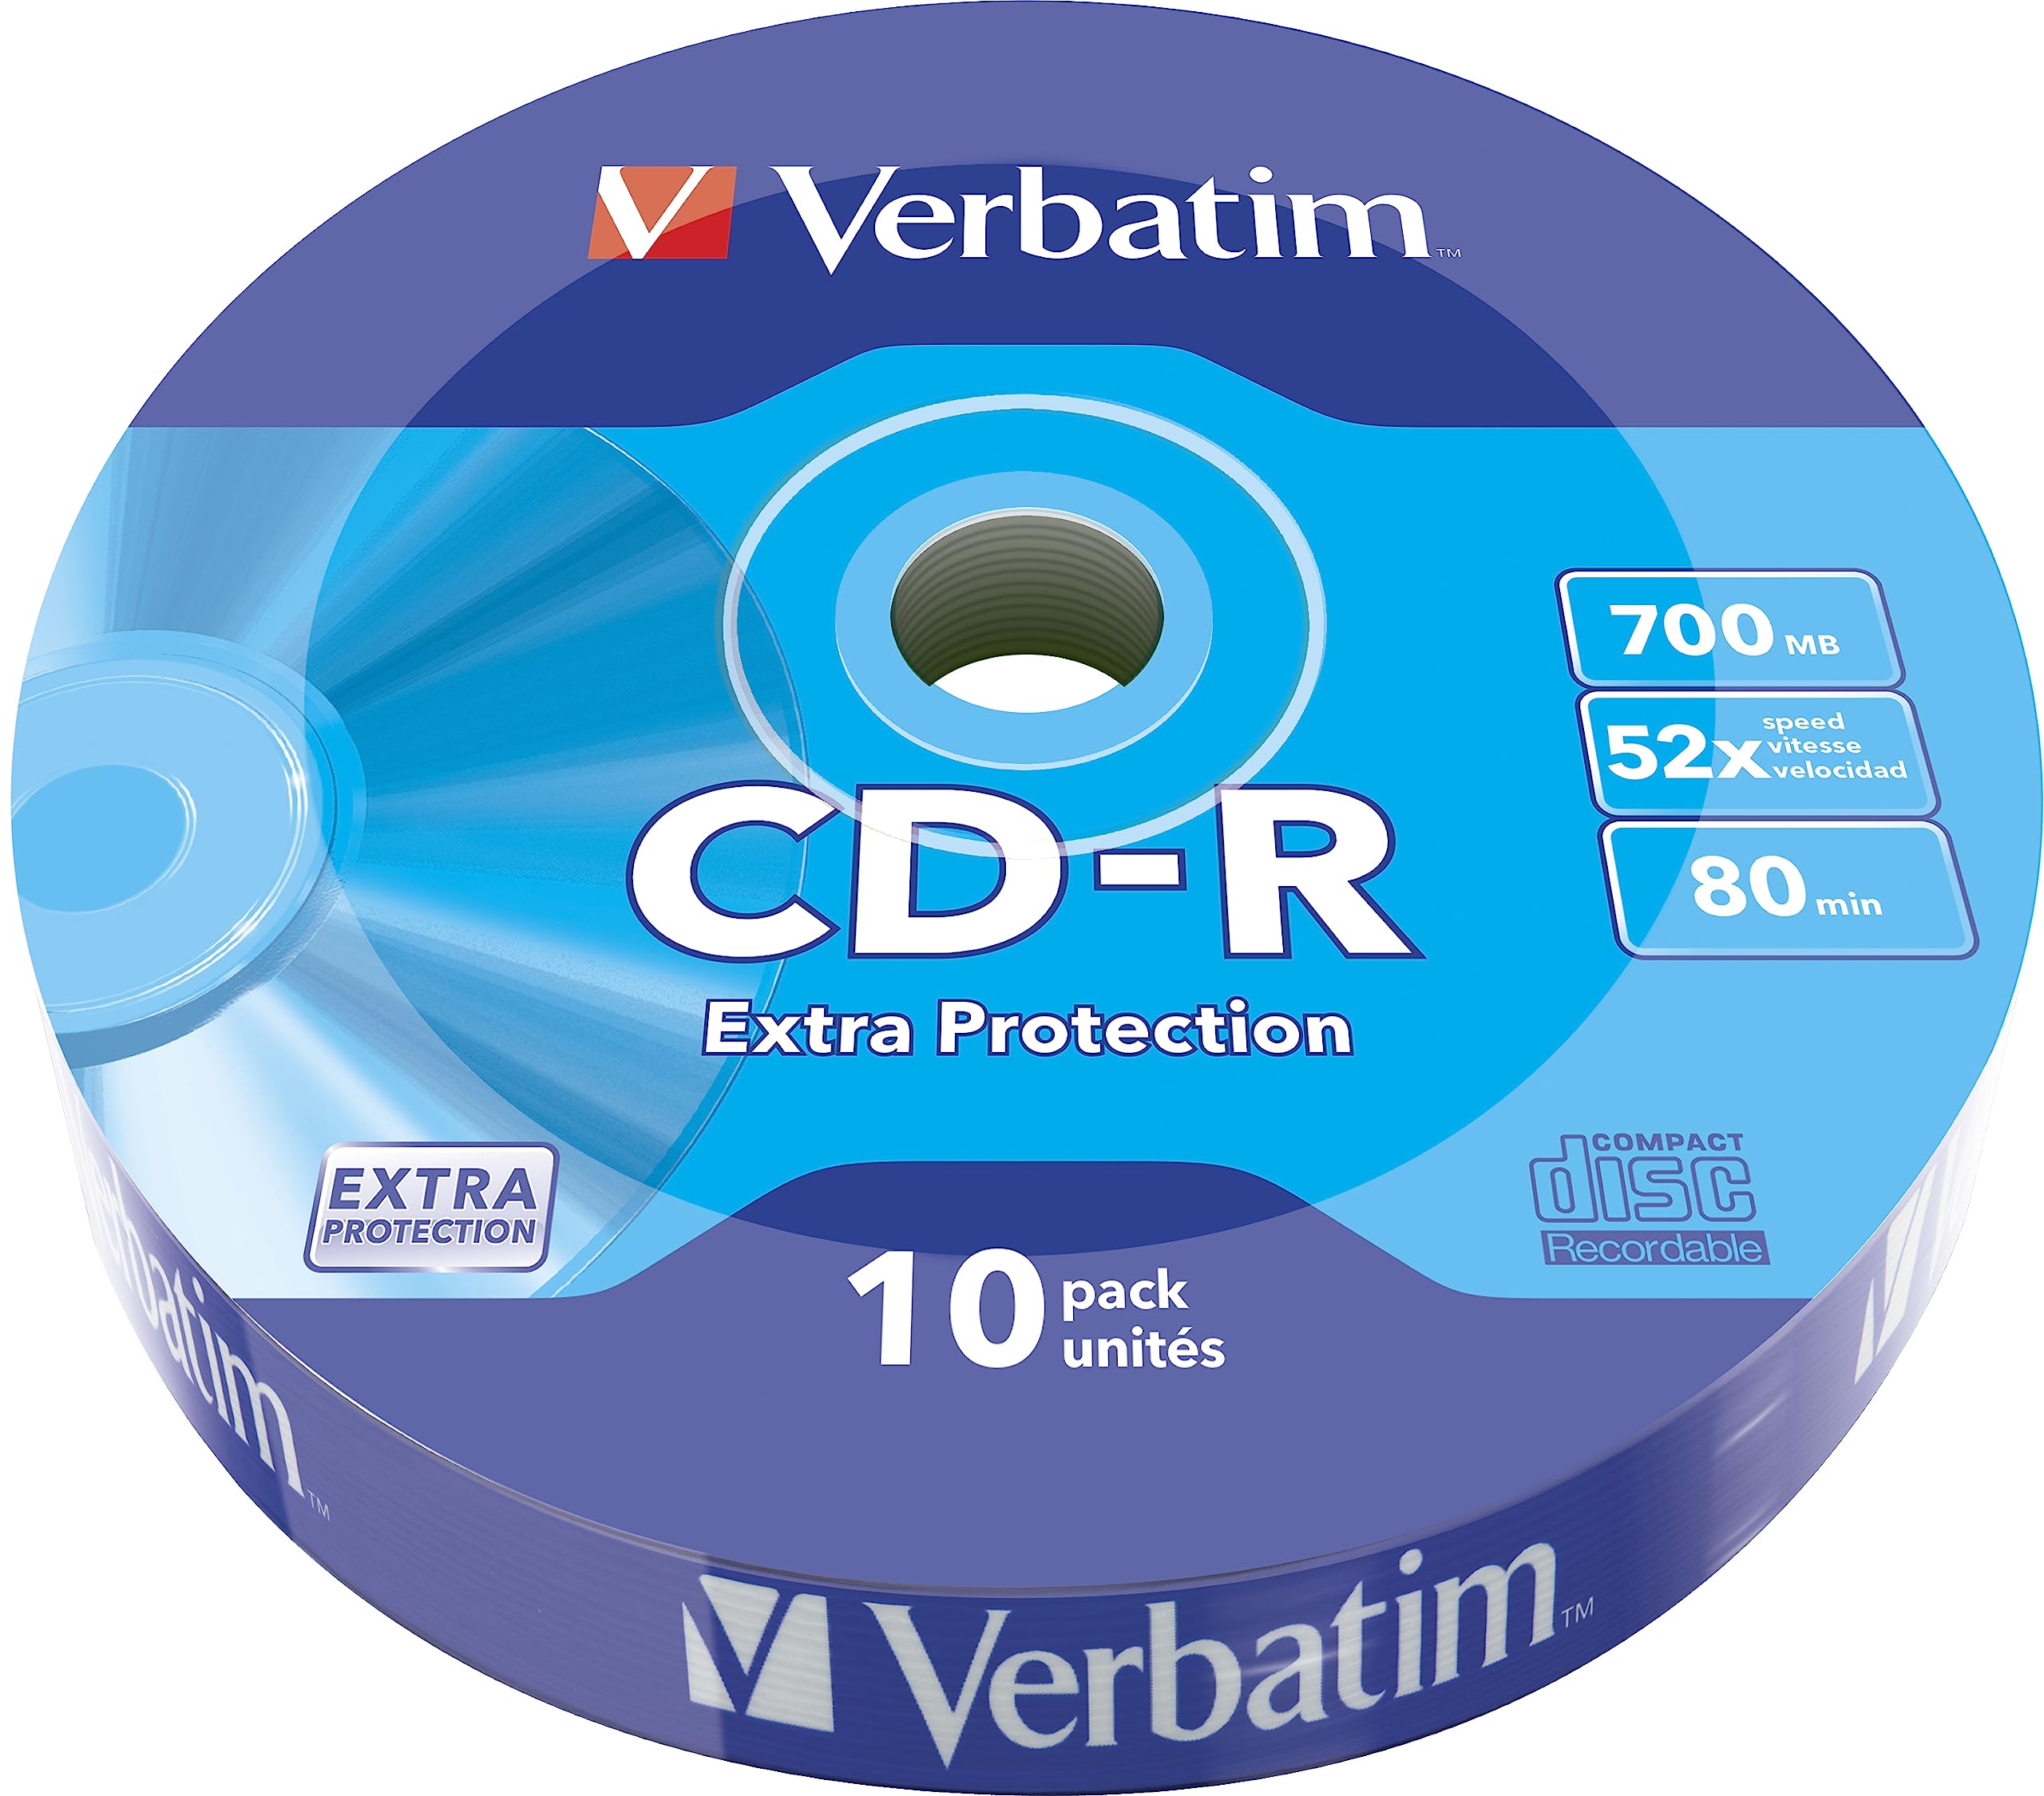 Verbatim™
700 MB
52x speed
vitesse
velocidad
80 min
CD-R
Extra Protection
EXTRA
PROTECTION
COMPACT
disc
Recordable
10 pack
unités
Verbatim™
Verbatim™